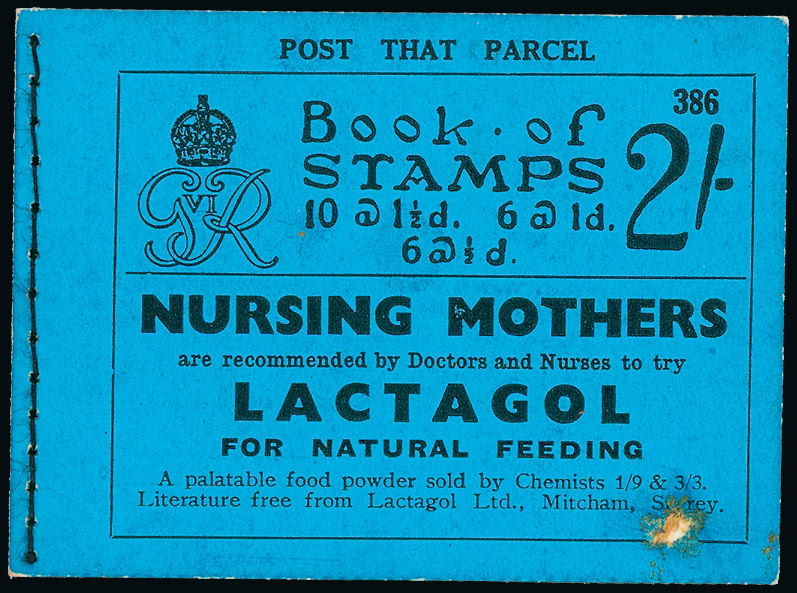 POST THAT PARCEL
386
Book · of
STAMPS
2/-
GVIR
10 @ 1½d. 6 @ 1d.
6 @ ½d.
NURSING MOTHERS
are recommended by Doctors and Nurses to try
LACTAGOL
FOR NATURAL FEEDING
A palatable food powder sold by Chemists 1/9 & 3/3.
Literature free from Lactagol Ltd., Mitcham, Surrey.